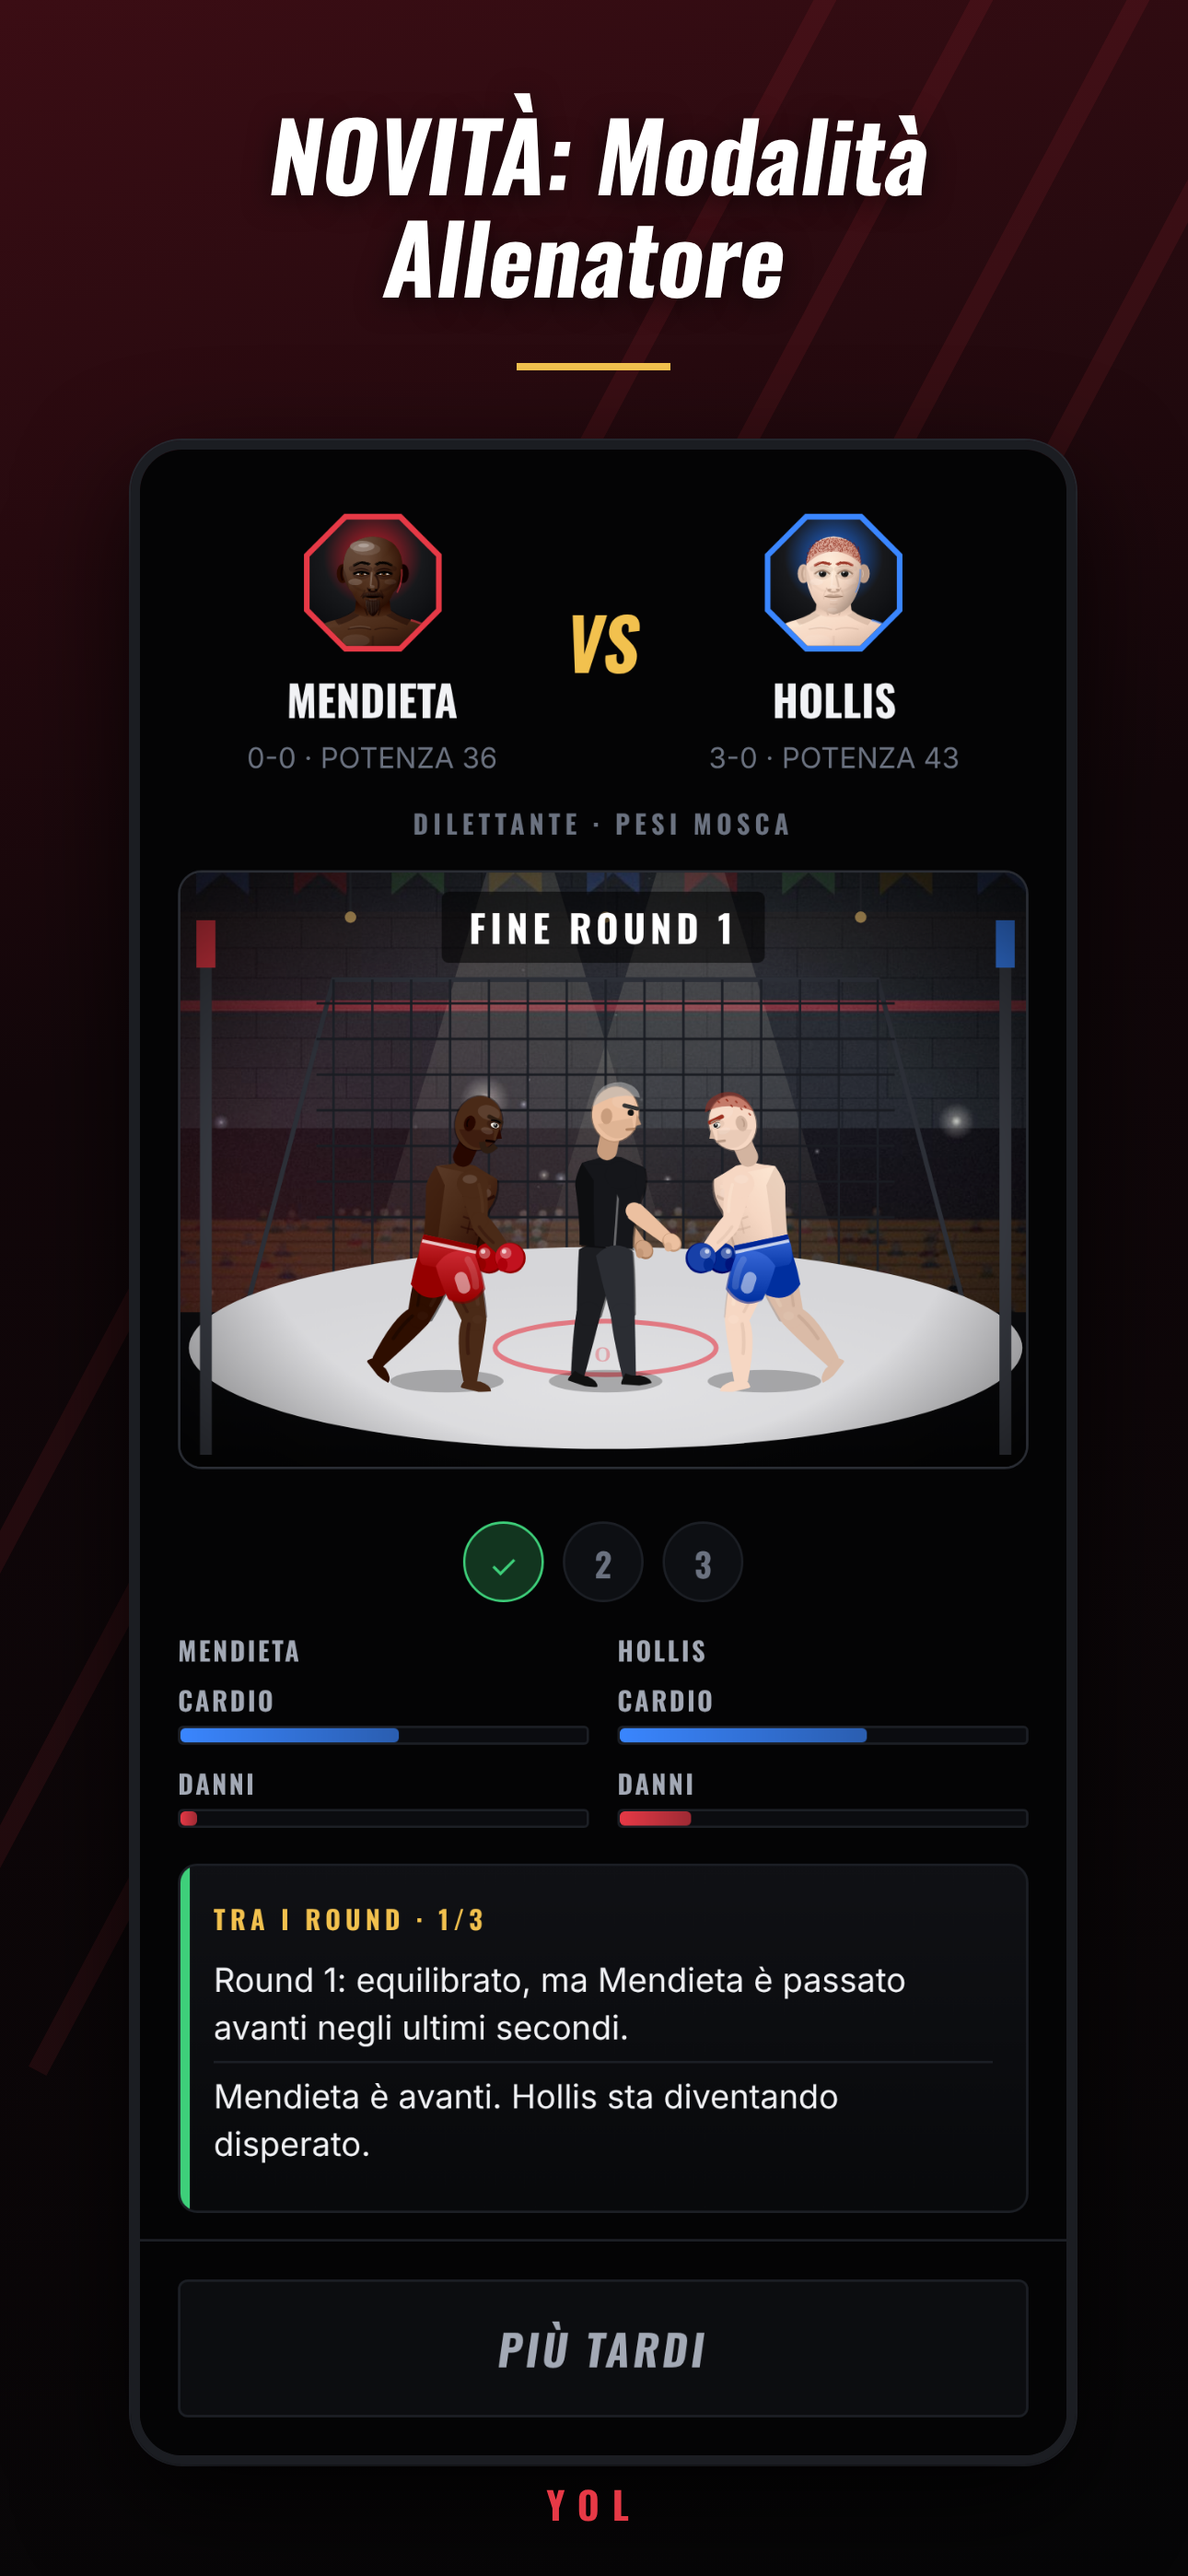 NOVITÀ: Modalità
Allenatore
VS
MENDIETA
HOLLIS
0-0 · POTENZA 36
3-0 · POTENZA 43
DILETTANTE · PESI MOSCA
FINE ROUND 1
O
2
3
MENDIETA
HOLLIS
CARDIO
CARDIO
DANNI
DANNI
TRA I ROUND · 1/3
Round 1: equilibrato, ma Mendieta è passato
avanti negli ultimi secondi.
Mendieta è avanti. Hollis sta diventando
disperato.
PIÙ TARDI
YOL